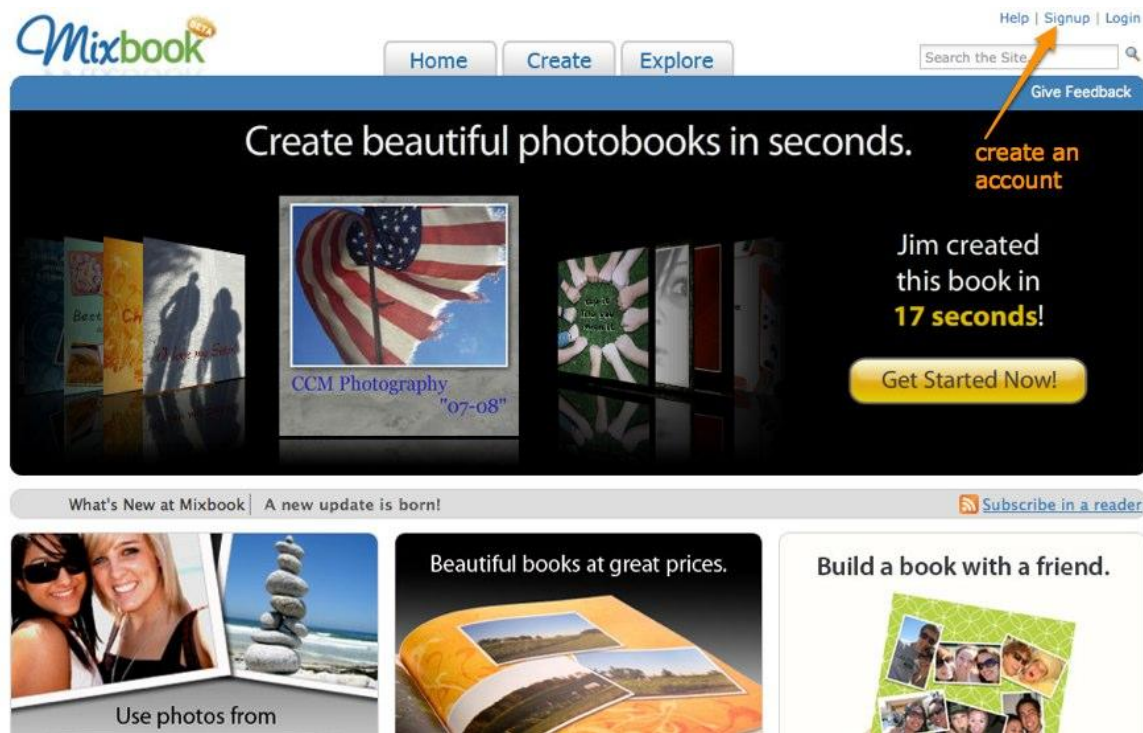 Mixbook BETA
Help | Signup | Login
Home
Create
Explore
Search the Site
Give Feedback
Create beautiful photobooks in seconds.
create an
account
Best
Ch
CCM Photography
"07-08"
Jim created
this book in
17 seconds!
Get Started Now!
What's New at Mixbook | A new update is born!
Subscribe in a reader
Use photos from
Beautiful books at great prices.
Build a book with a friend.